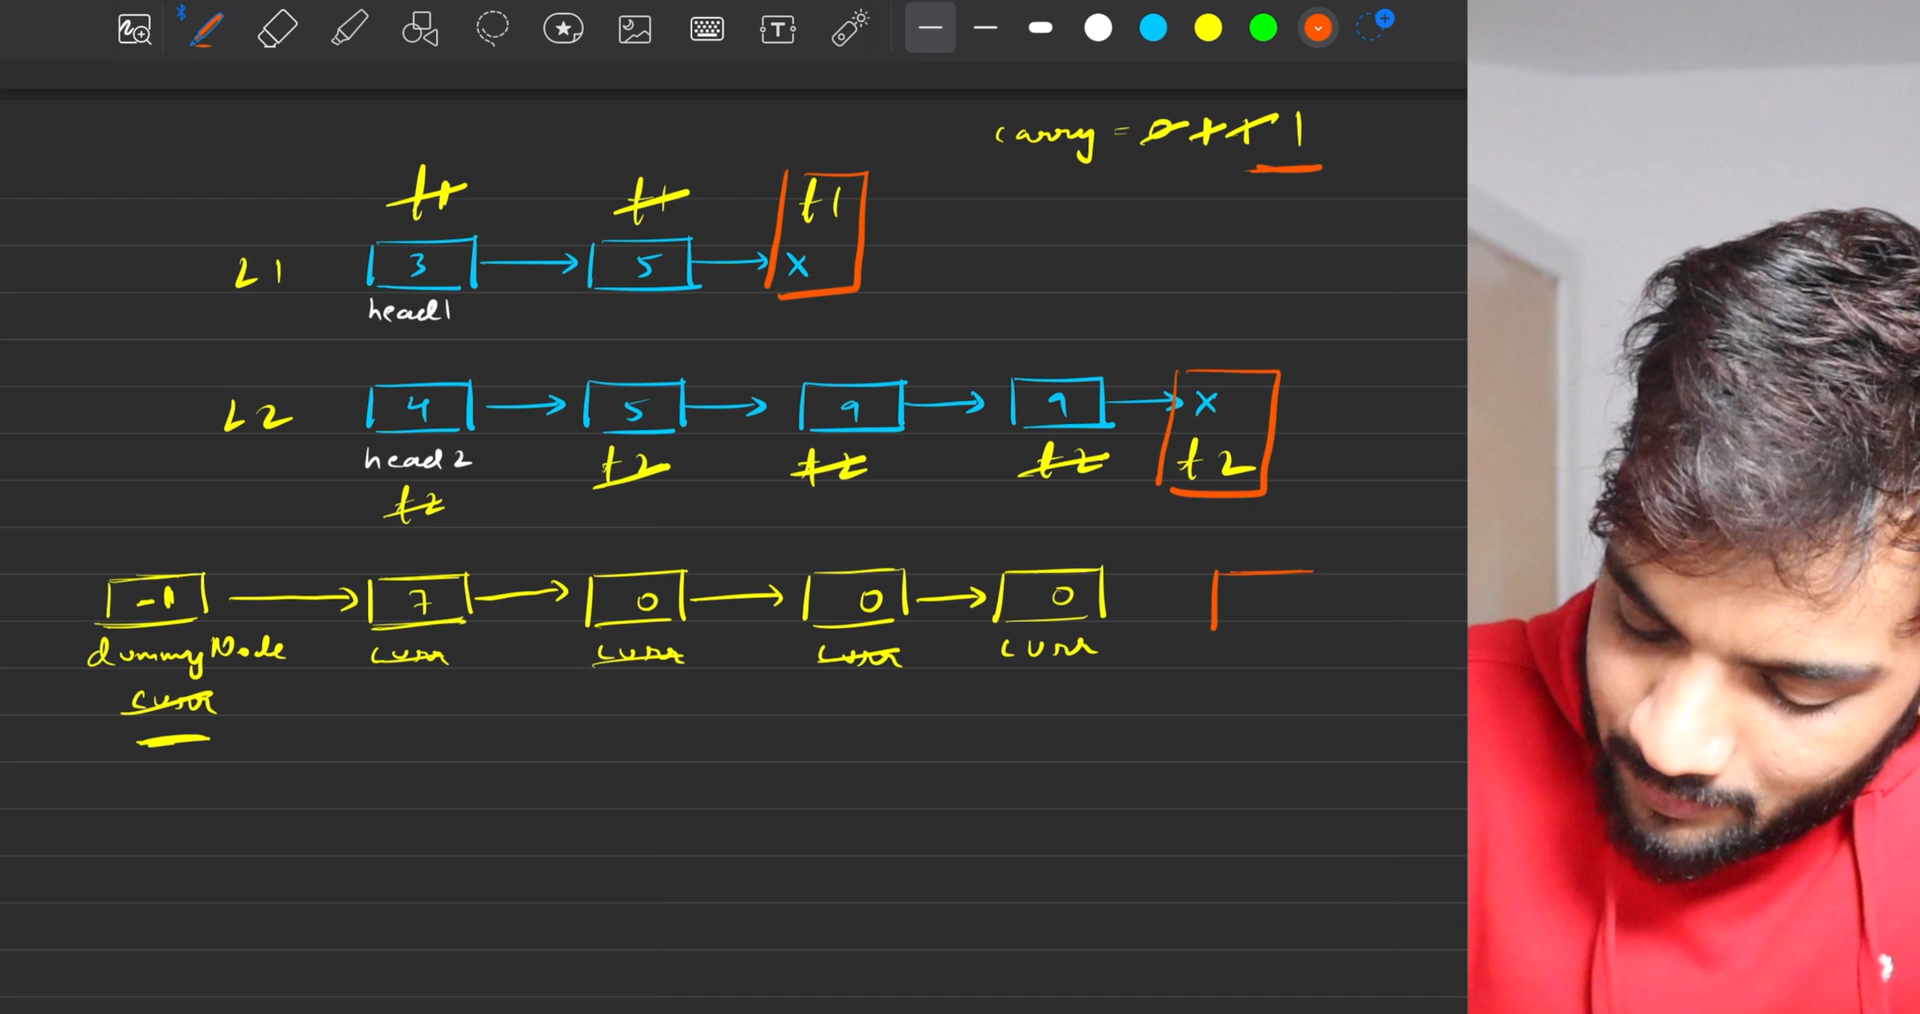 carry = 0 1 1 1
t1 t1 t1
L1 3 5 x
head1
L2 4 5 9 9 x
head2 t2 t2 t2 t2
t2
-1 7 0 0 0
dummyNode curr curr curr curr
curr